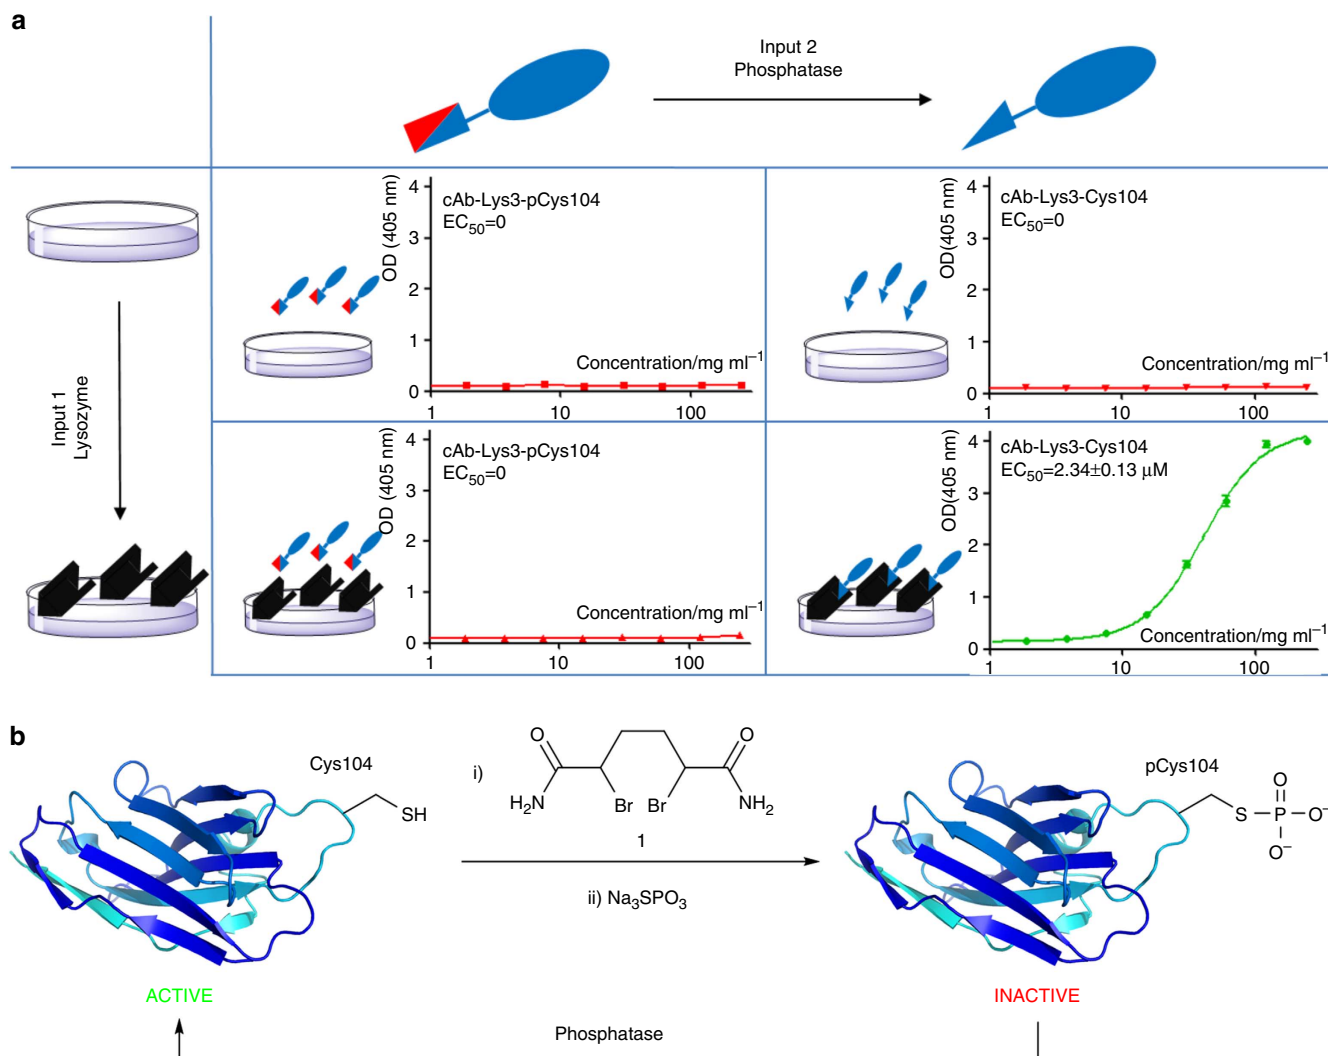 a
Input 2
Phosphatase
Input 1
Lysozyme
OD (405 nm)
4
3
2
1
0
cAb-Lys3-pCys104
EC50=0
Concentration/mg ml−1
1
10
100
OD(405 nm)
4
3
2
1
0
cAb-Lys3-Cys104
EC50=0
Concentration/mg ml−1
1
10
100
OD (405 nm)
4
3
2
1
0
cAb-Lys3-pCys104
EC50=0
Concentration/mg ml−1
1
10
100
OD(405 nm)
4
3
2
1
0
cAb-Lys3-Cys104
EC50=2.34±0.13 μM
Concentration/mg ml−1
1
10
100
b
Cys104
SH
i)
O
O
H2N
Br
Br
NH2
1
ii) Na3SPO3
pCys104
O
S
P
O−
O−
ACTIVE
INACTIVE
Phosphatase